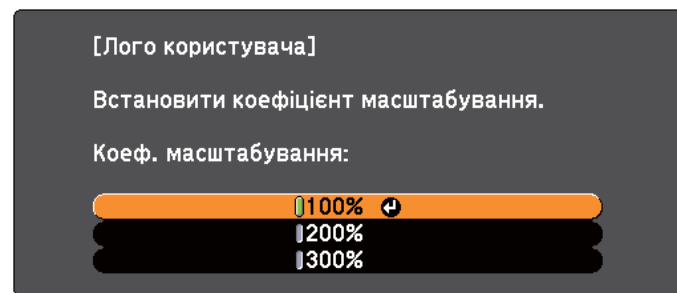 [Лого користувача]
Встановити коефіцієнт масштабування.
Коеф. масштабування:
100%
200%
300%